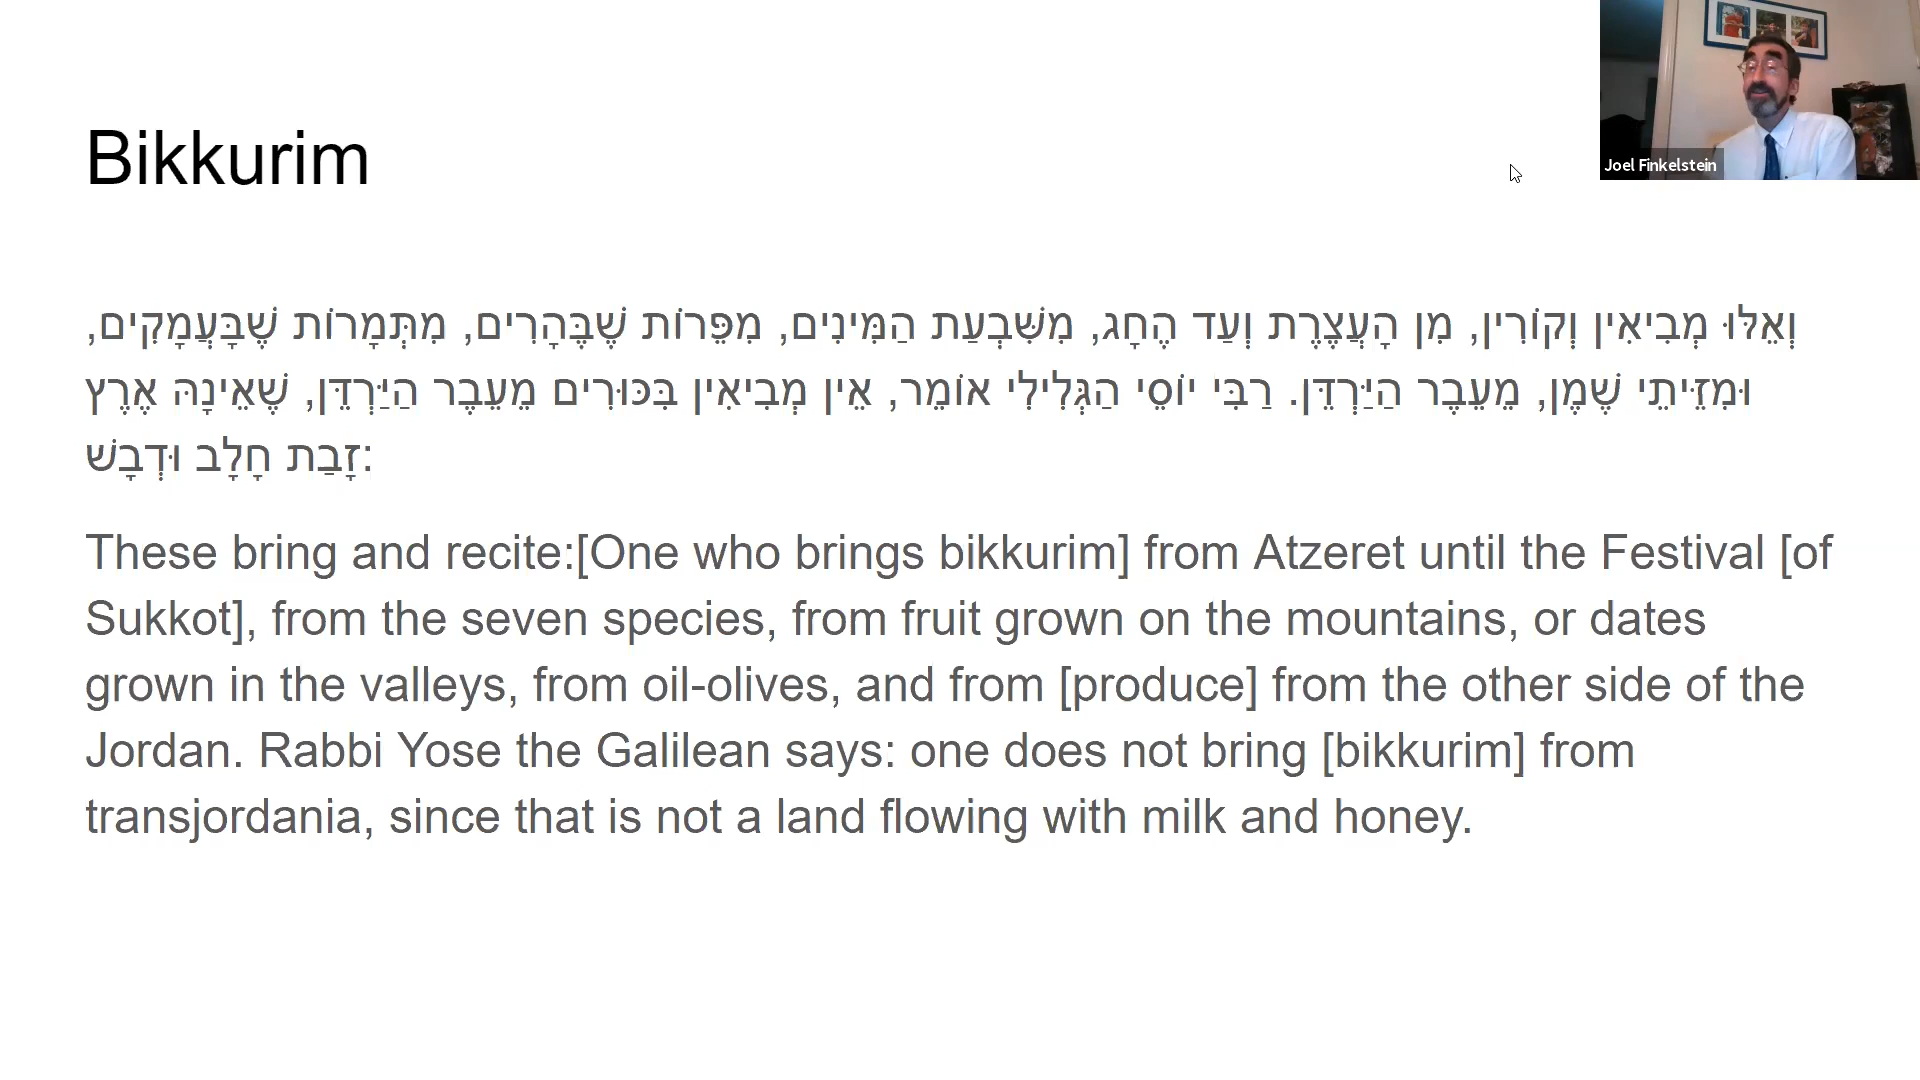 Bikkurim
Joel Finkelstein
וְאֵלּוּ מְבִיאִין וְקוֹרִין, מִן הָעֲצֶרֶת וְעַד הֶחָג, מִשִּׁבְעַת הַמִּינִים, מִפֵּרוֹת שֶׁבֶּהָרִים, מִתְּמָרוֹת שֶׁבָּעֲמָקִים,
וּמִזֵּיתֵי שֶׁמֶן, מֵעֵבֶר הַיַּרְדֵּן. רַבִּי יוֹסֵי הַגְּלִילִי אוֹמֵר, אֵין מְבִיאִין בִּכּוּרִים מֵעֵבֶר הַיַּרְדֵּן, שֶׁאֵינָהּ אֶרֶץ
זָבַת חָלָב וּדְבָשׁ:
These bring and recite:[One who brings bikkurim] from Atzeret until the Festival [of
Sukkot], from the seven species, from fruit grown on the mountains, or dates
grown in the valleys, from oil-olives, and from [produce] from the other side of the
Jordan. Rabbi Yose the Galilean says: one does not bring [bikkurim] from
transjordania, since that is not a land flowing with milk and honey.